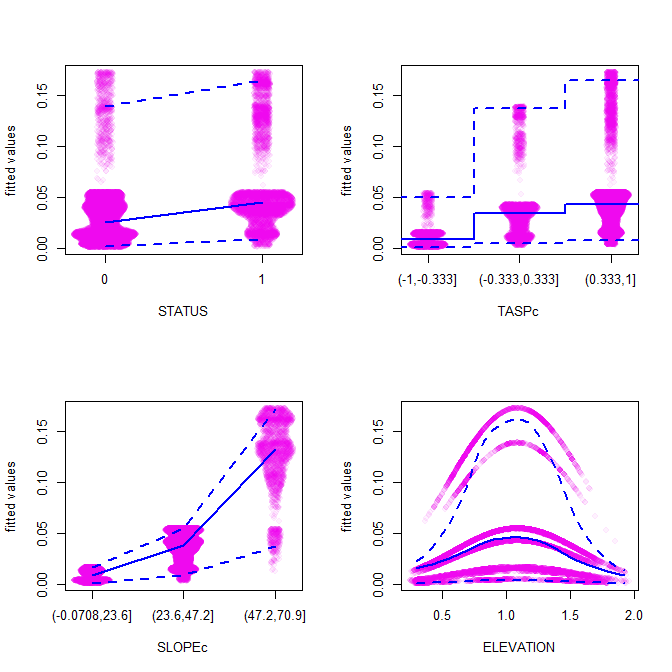 fitted values
0.00 0.05 0.10 0.15
0 1
STATUS
fitted values
0.00 0.05 0.10 0.15
(-1,-0.333] (-0.333,0.333] (0.333,1]
TASPc
fitted values
0.00 0.05 0.10 0.15
(-0.0708,23.6] (23.6,47.2] (47.2,70.9]
SLOPEc
fitted values
0.00 0.05 0.10 0.15
0.5 1.0 1.5 2.0
ELEVATION